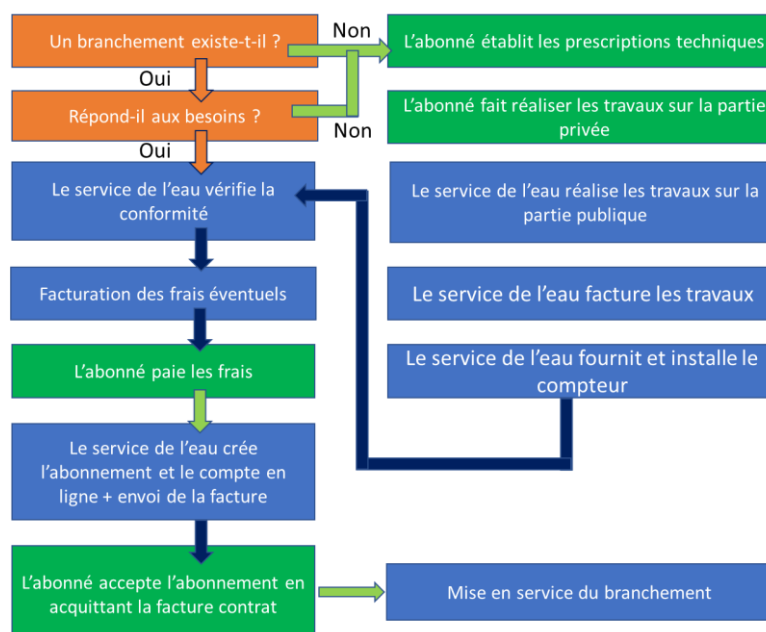 Un branchement existe-t-il ?
Non
L'abonné établit les prescriptions techniques
Oui
Répond-il aux besoins ?
Non
L'abonné fait réaliser les travaux sur la partie
privée
Oui
Le service de l'eau vérifie la
conformité
Le service de l'eau réalise les travaux sur la
partie publique
Facturation des frais éventuels
Le service de l'eau facture les travaux
L'abonné paie les frais
Le service de l'eau fournit et installe le
compteur
Le service de l'eau crée
l'abonnement et le compte en
ligne + envoi de la facture
L'abonné accepte l'abonnement en
acquittant la facture contrat
Mise en service du branchement